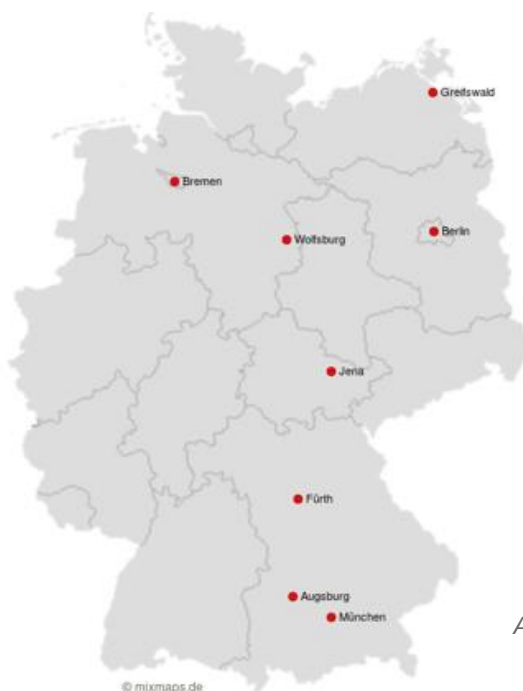 Greifswald
Bremen
Berlin
Wolfsburg
Jena
Fürth
Augsburg
München
A
© mixmaps.de